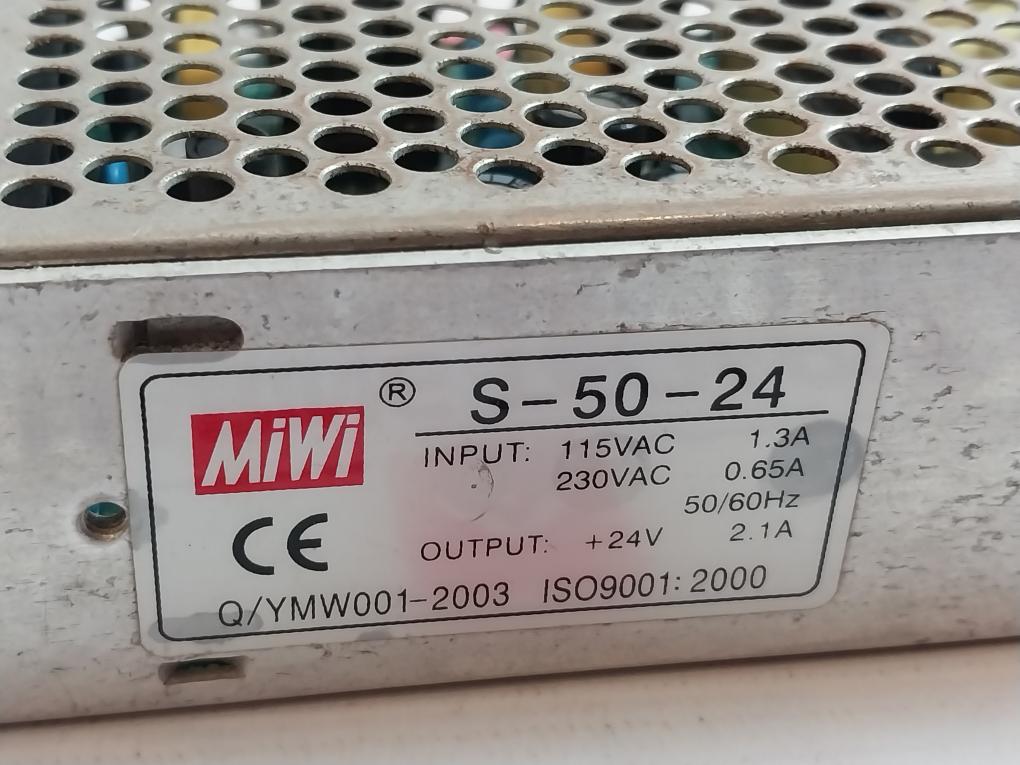 MiWi ® S-50-24
INPUT: 115VAC 1.3A
230VAC 0.65A
50/60Hz
OUTPUT: +24V 2.1A
CE
Q/YMW001-2003 ISO9001: 2000